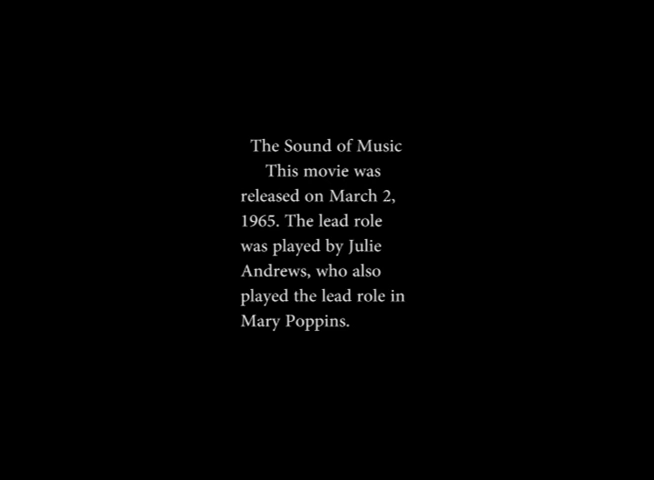 The Sound of Music
This movie was
released on March 2,
1965. The lead role
was played by Julie
Andrews, who also
played the lead role in
Mary Poppins.